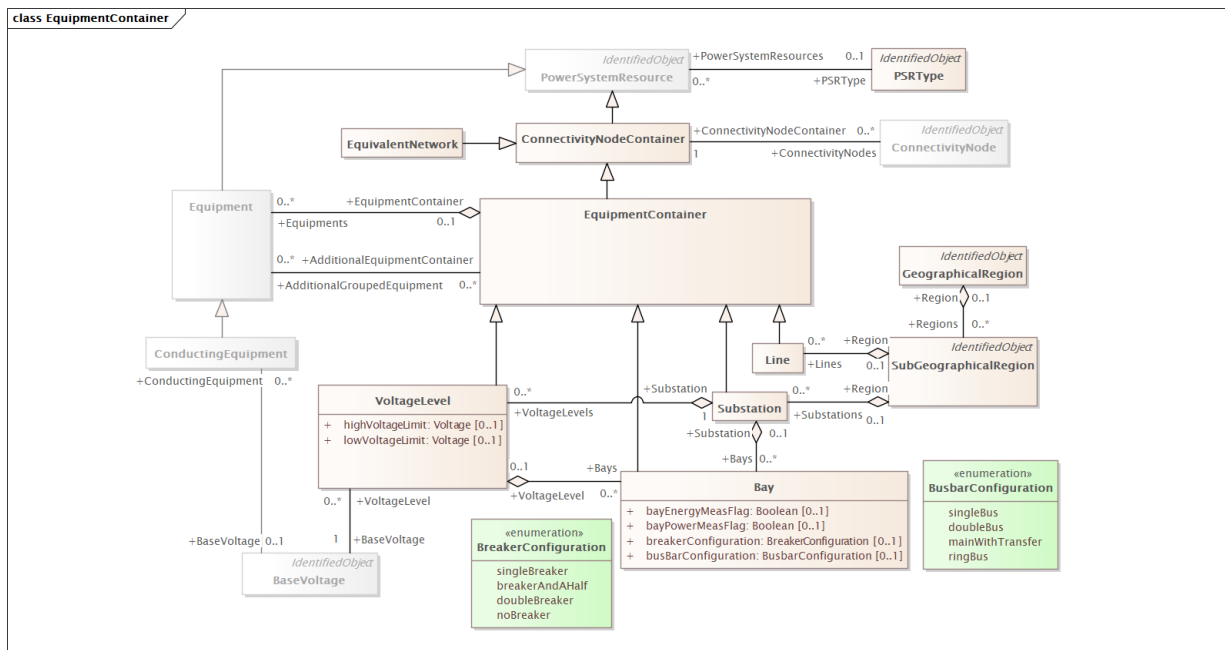 class EquipmentContainer
IdentifiedObject
PowerSystemResource
+PowerSystemResources 0..1
0..* +PSRType
IdentifiedObject
PSRType
EquivalentNetwork
ConnectivityNodeContainer
+ConnectivityNodeContainer 0..*
1 +ConnectivityNodes
IdentifiedObject
ConnectivityNode
Equipment
0..* +EquipmentContainer
+Equipments 0..1
0..* +AdditionalEquipmentContainer
+AdditionalGroupedEquipment 0..*
EquipmentContainer
IdentifiedObject
GeographicalRegion
+Region 0..1
+Regions 0..*
ConductingEquipment
+ConductingEquipment 0..*
Line
0..* +Region
+Lines 0..1
IdentifiedObject
SubGeographicalRegion
VoltageLevel
+ highVoltageLimit: Voltage [0..1]
+ lowVoltageLimit: Voltage [0..1]
0..* +Substation
+VoltageLevels 1
Substation
0..* +Region
+Substations 0..1
+Substation 0..1
+Bays 0..*
0..1 +Bays
+VoltageLevel 0..*
Bay
+ bayEnergyMeasFlag: Boolean [0..1]
+ bayPowerMeasFlag: Boolean [0..1]
+ breakerConfiguration: BreakerConfiguration [0..1]
+ busBarConfiguration: BusbarConfiguration [0..1]
«enumeration»
BusbarConfiguration
singleBus
doubleBus
mainWithTransfer
ringBus
0..* +VoltageLevel
1 +BaseVoltage
+BaseVoltage 0..1
IdentifiedObject
BaseVoltage
«enumeration»
BreakerConfiguration
singleBreaker
breakerAndAHalf
doubleBreaker
noBreaker